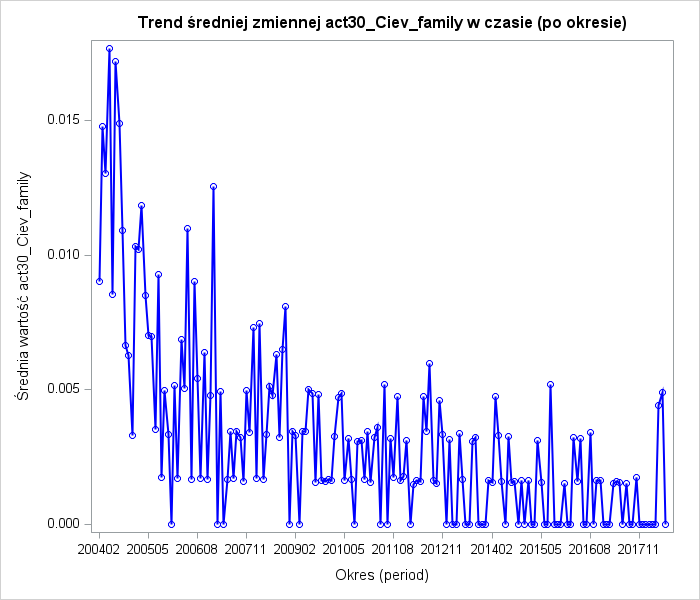 Trend średniej zmiennej act30_Ciev_family w czasie (po okresie)
Średnia wartość act30_Ciev_family
0.015
0.010
0.005
0.000
200402 200505 200608 200711 200902 201005 201108 201211 201402 201505 201608 201711
Okres (period)